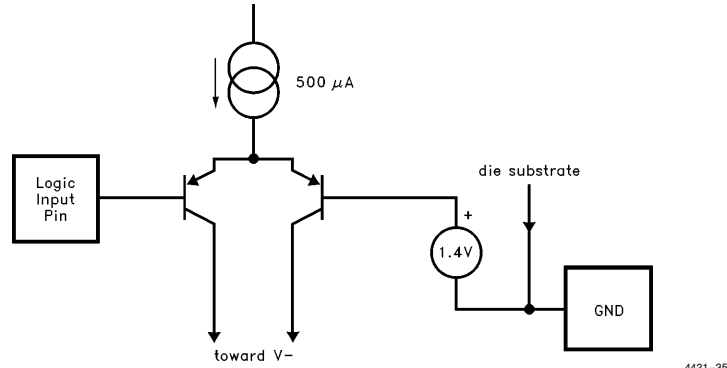 500 μA
Logic
Input
Pin
die substrate
+
1.4V
GND
toward V-